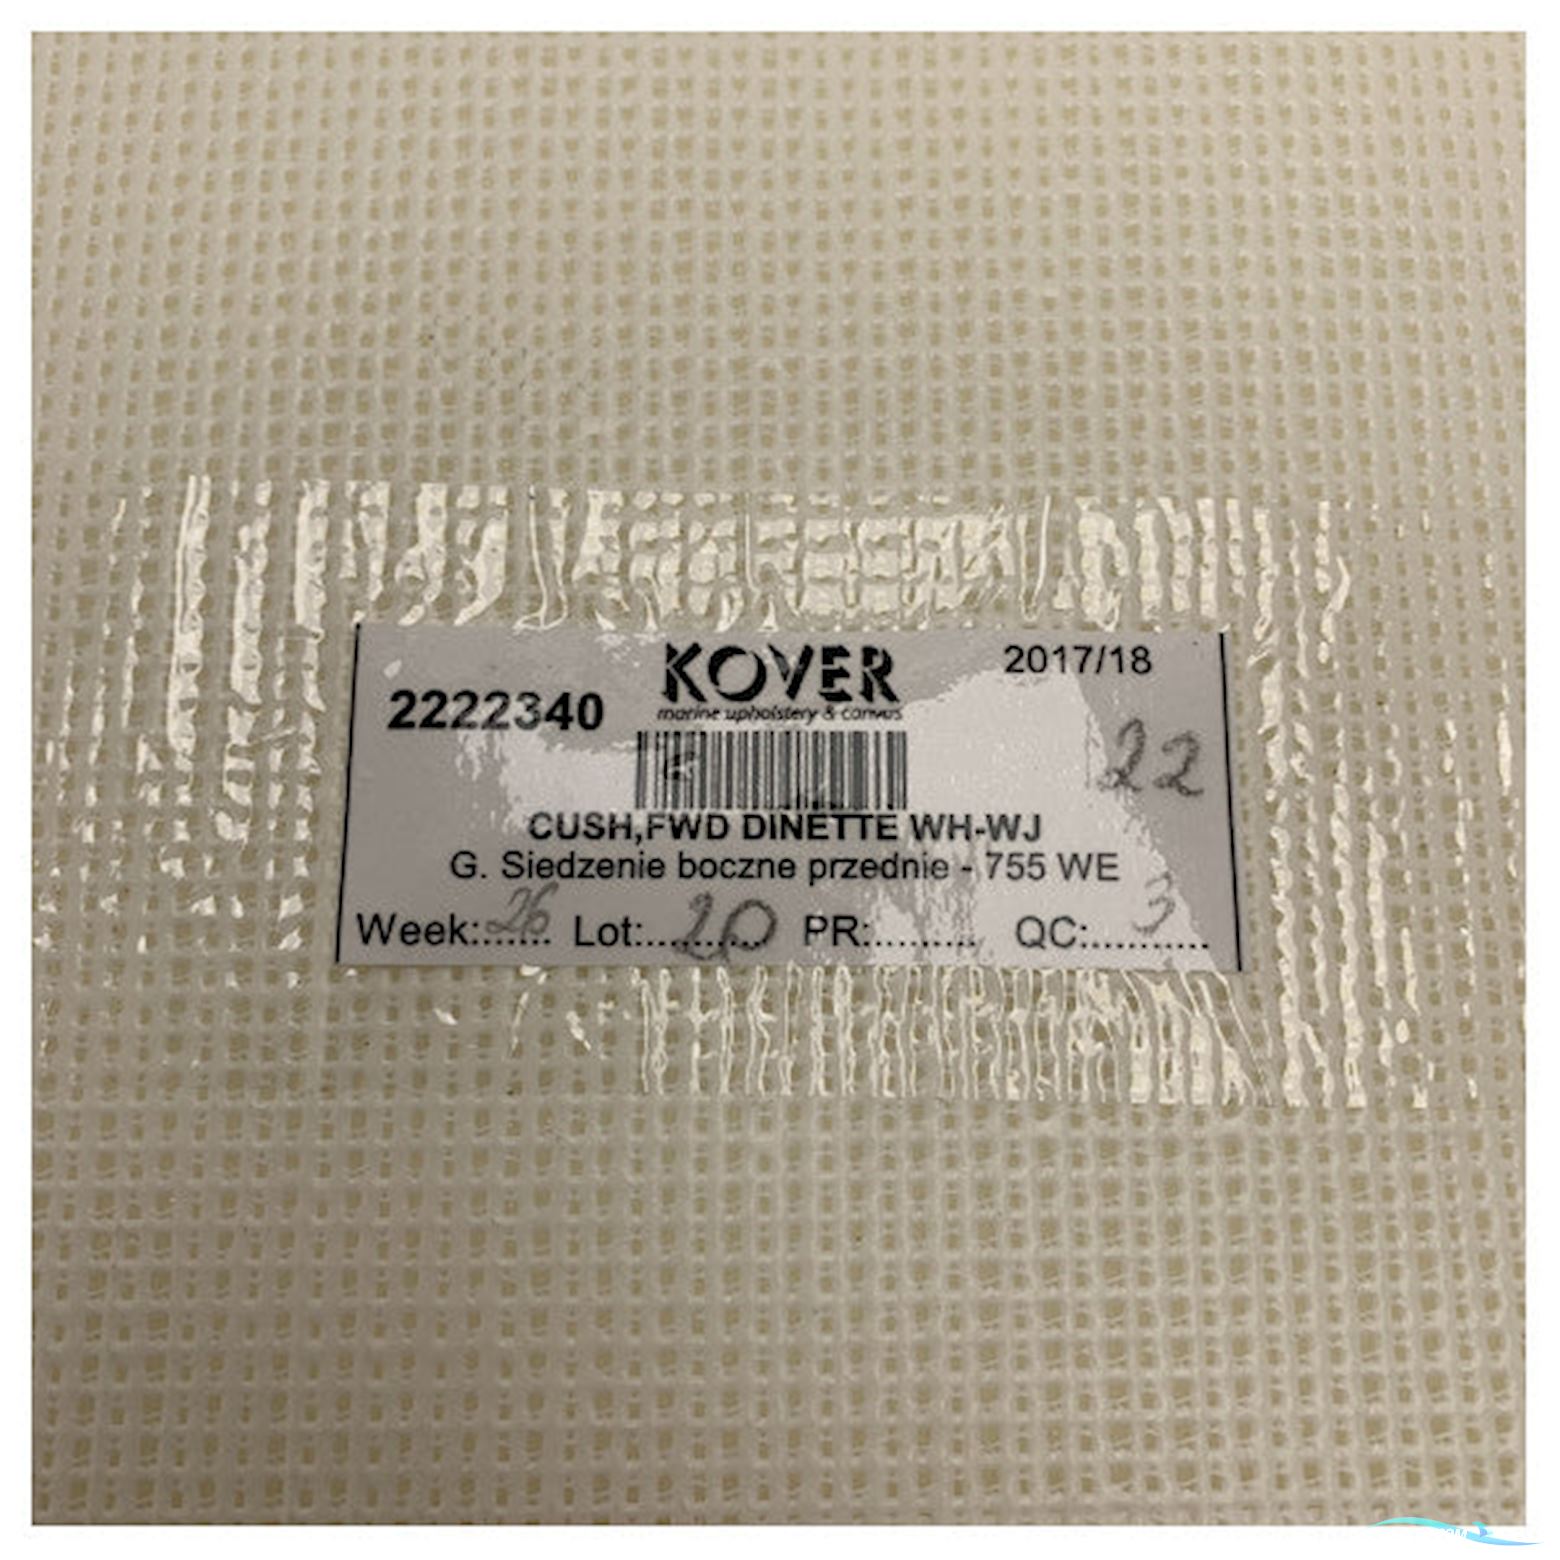 KOVER
2017/18
2222340
marine upholstery & canvas
22
CUSH,FWD DINETTE WH-WJ
G. Siedzenie boczne przednie - 755 WE
Week:26 Lot:20 PR:.......... QC:3